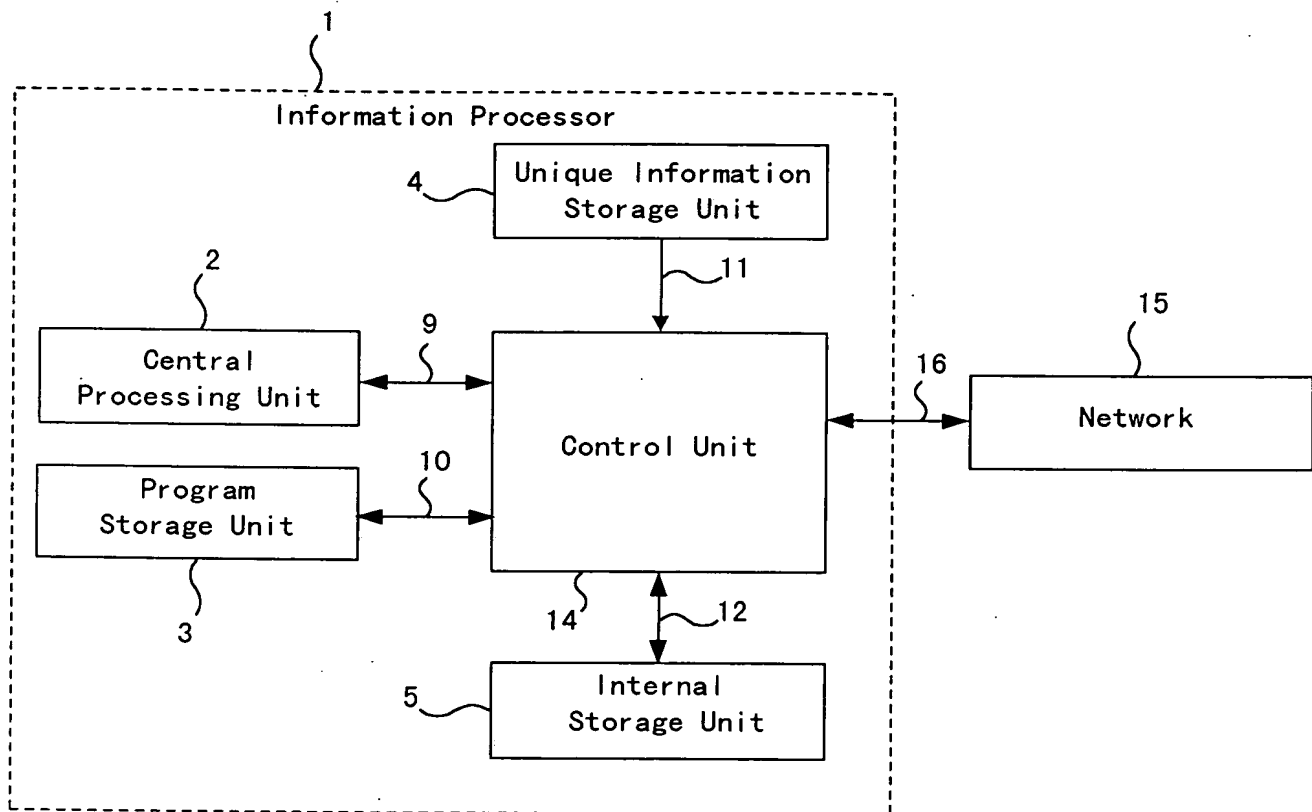 1
Information Processor
4
Unique Information
Storage Unit
11
2
Central
Processing Unit
9
15
16
Network
Control Unit
Program
Storage Unit
10
3
14
12
5
Internal
Storage Unit